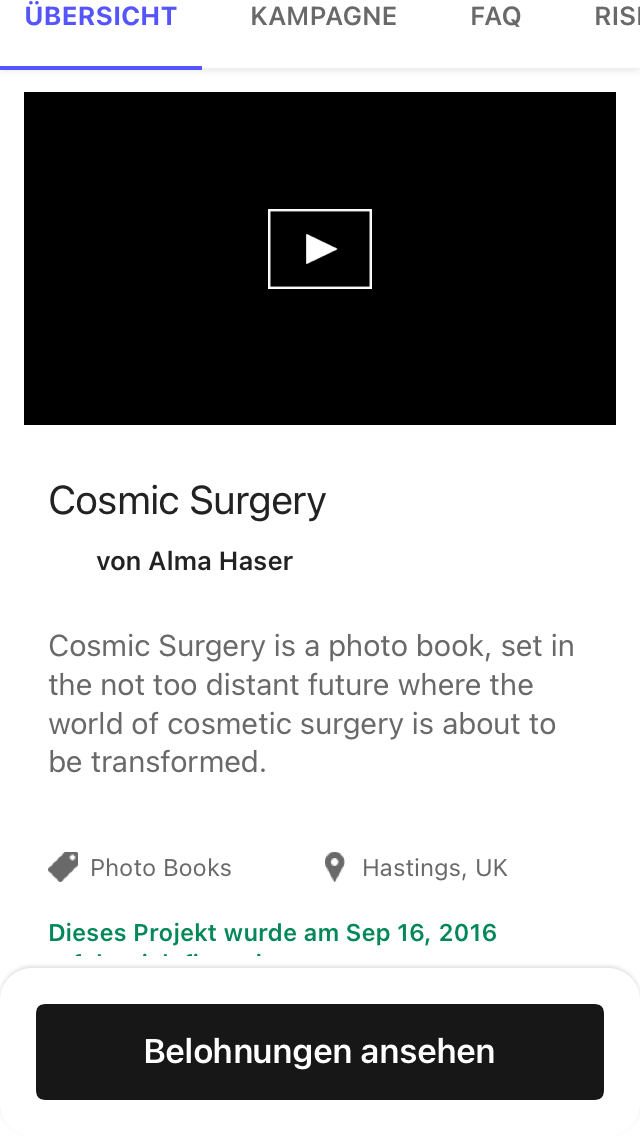 ÜBERSICHT KAMPAGNE FAQ
Cosmic Surgery
von Alma Haser
Cosmic Surgery is a photo book, set in
the not too distant future where the
world of cosmetic surgery is about to
be transformed.
Photo Books Hastings, UK
Dieses Projekt wurde am Sep 16, 2016
Belohnungen ansehen